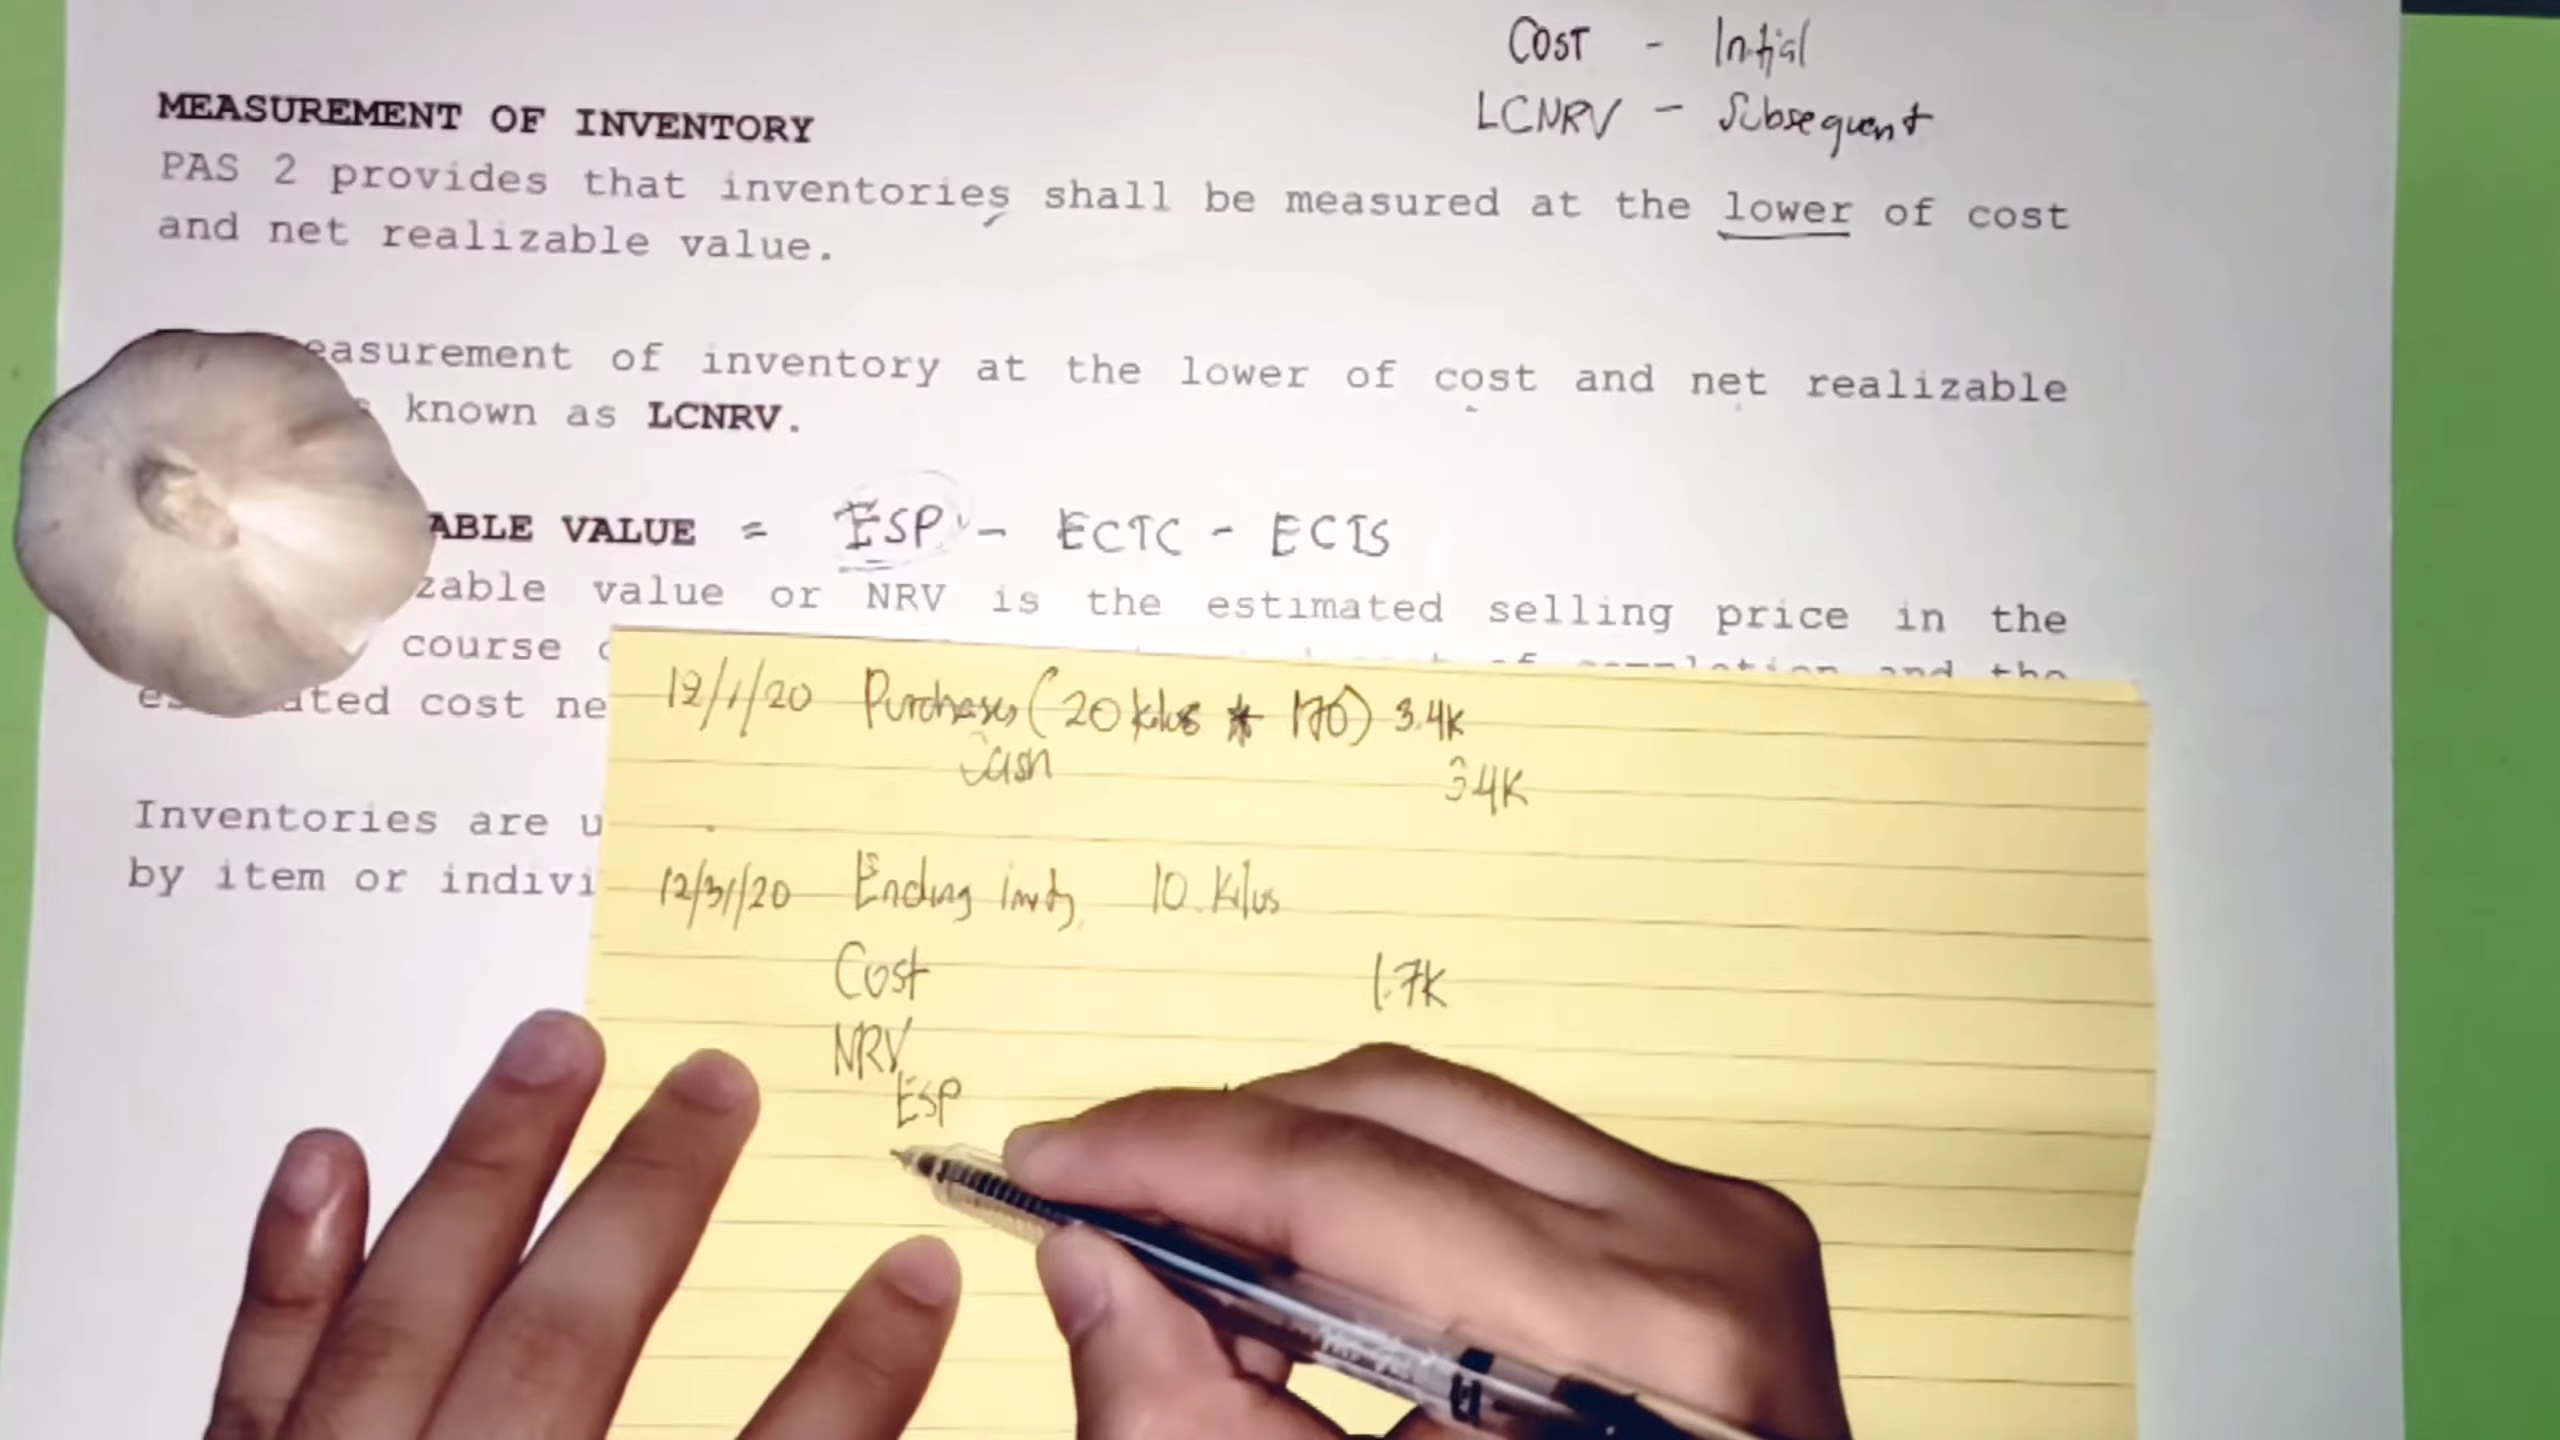 COST - Initial
LCNRV - Subsequent
MEASUREMENT OF INVENTORY
PAS 2 provides that inventories shall be measured at the lower of cost
and net realizable value.
easurement of inventory at the lower of cost and net realizable
s known as LCNRV.
ABLE VALUE = ESP - ECTC - ECTS
zable value or NRV is the estimated selling price in the
course of completion and the
ated cost ne
12/1/20 Purchases (20 kilos * 170) 3.4K
Cash 3.4K
Inventories are u
by item or indivi
12/31/20 Ending Invty, 10 kilos
Cost 1.7K
NRV
ESP